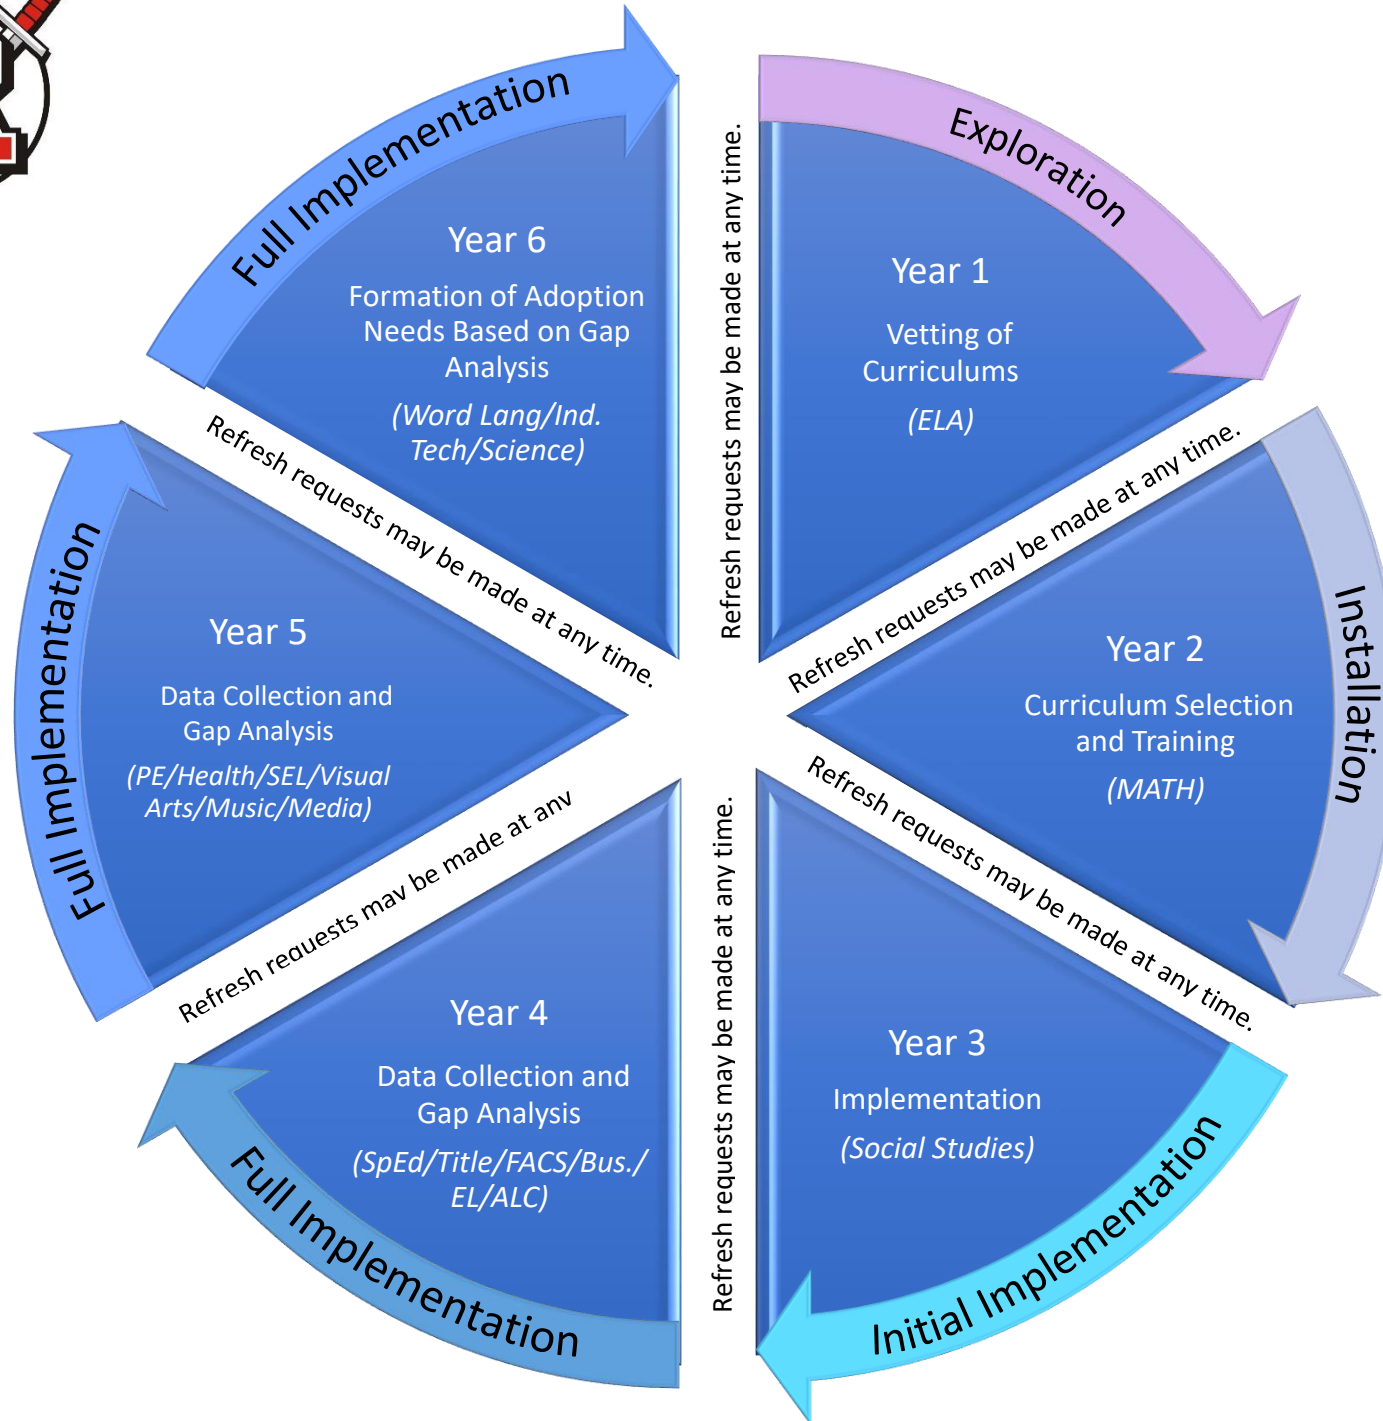 Exploration
Year 1
Vetting of
Curriculums
(ELA)
Refresh requests may be made at any time.
Installation
Year 2
Curriculum Selection
and Training
(MATH)
Refresh requests may be made at any time.
Initial Implementation
Year 3
Implementation
(Social Studies)
Refresh requests may be made at any time.
Full Implementation
Year 4
Data Collection and
Gap Analysis
(SpEd/Title/FACS/Bus./
EL/ALC)
Refresh requests may be made at any
Full Implementation
Year 5
Data Collection and
Gap Analysis
(PE/Health/SEL/Visual
Arts/Music/Media)
Refresh requests may be made at any time.
Full Implementation
Year 6
Formation of Adoption
Needs Based on Gap
Analysis
(Word Lang/Ind.
Tech/Science)
Refresh requests may be made at any time.